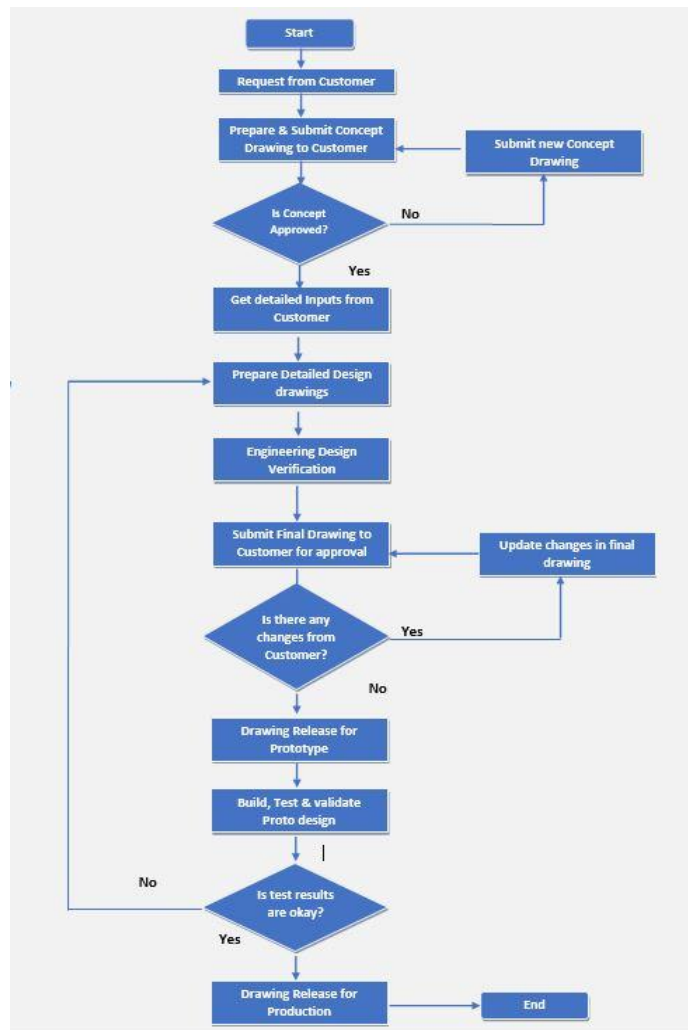 Start
Request from Customer
Prepare & Submit Concept
Drawing to Customer
Submit new Concept
Drawing
Is Concept
Approved?
No
Yes
Get detailed Inputs from
Customer
Prepare Detailed Design
drawings
Engineering Design
Verification
Submit Final Drawing to
Customer for approval
Update changes in final
drawing
Is there any
changes from
Customer?
Yes
No
Drawing Release for
Prototype
Build, Test & validate
Proto design
No
Is test results
are okay?
Yes
Drawing Release for
Production
End